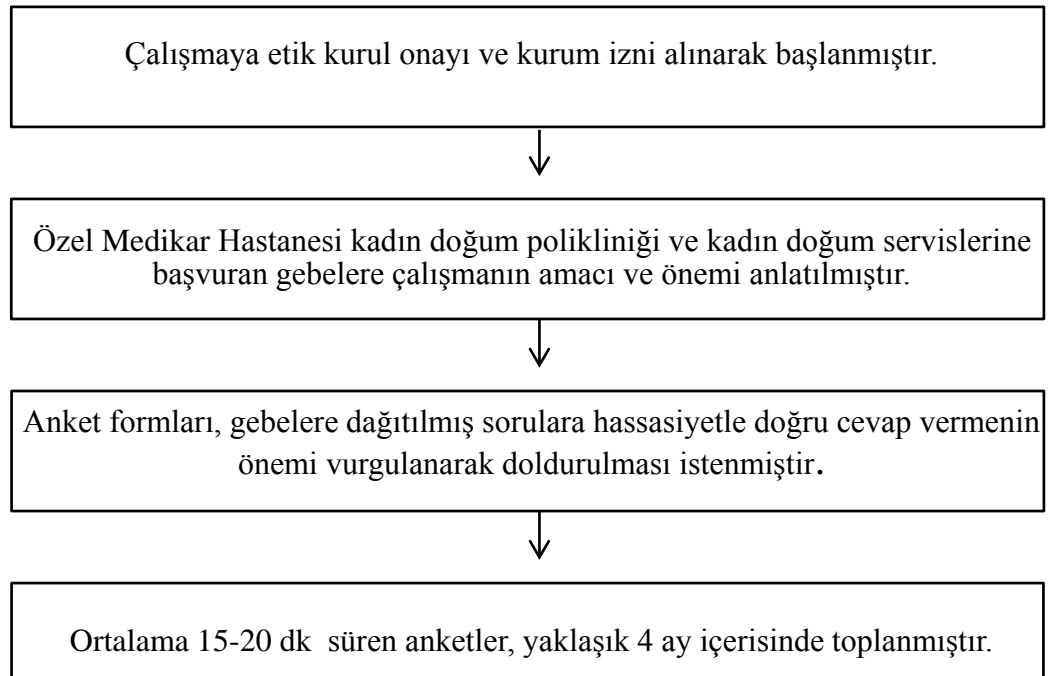 Çalışmaya etik kurul onayı ve kurum izni alınarak başlanmıştır.
Özel Medikar Hastanesi kadın doğum polikliniği ve kadın doğum servislerine
başvuran gebelere çalışmanın amacı ve önemi anlatılmıştır.
Anket formları, gebelere dağıtılmış sorulara hassasiyetle doğru cevap vermenin
önemi vurgulanarak doldurulması istenmiştir.
Ortalama 15-20 dk süren anketler, yaklaşık 4 ay içerisinde toplanmıştır.